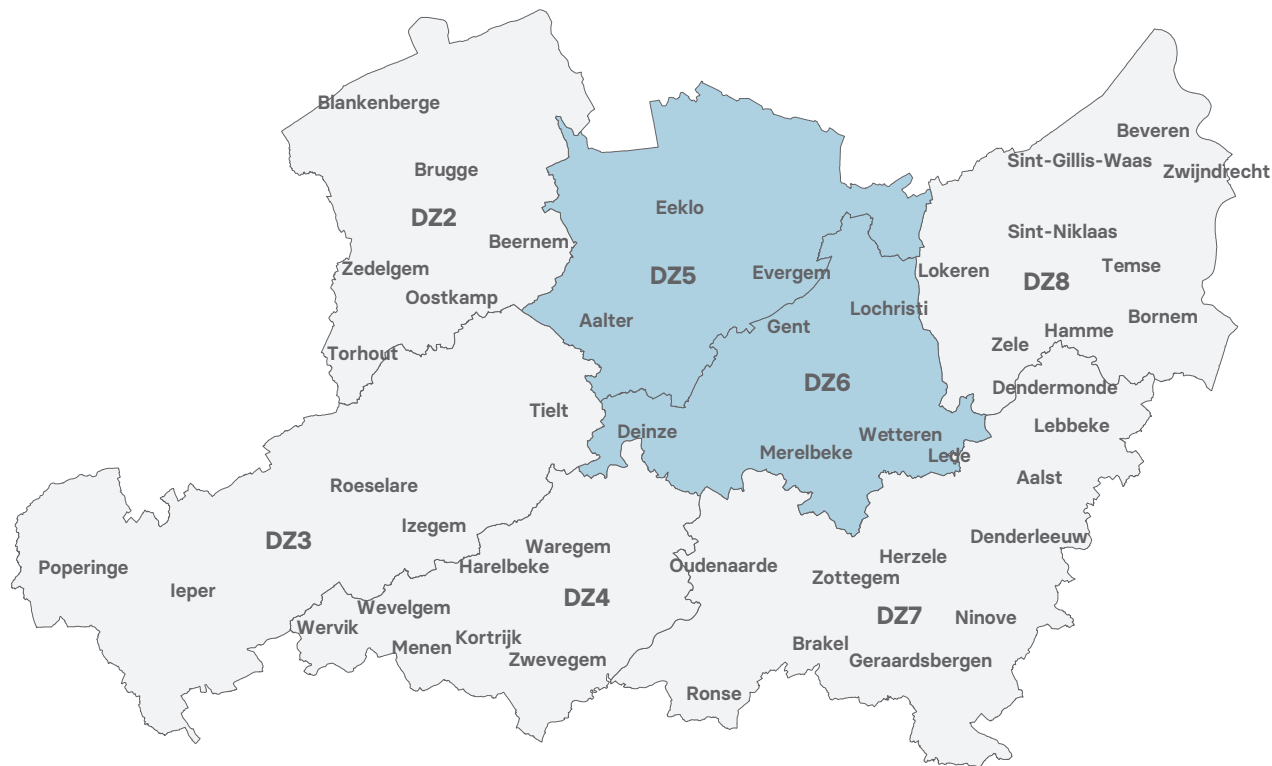 Blankenberge
Beveren
Sint-Gillis-Waas
Brugge
Zwijndrecht
Eeklo
DZ2
Sint-Niklaas
Beernem
Temse
Zedelgem
Lokeren
DZ5
Evergem
DZ8
Oostkamp
Lochristi
Bornem
Aalter
Gent
Hamme
Zele
Torhout
DZ6
Dendermonde
Tielt
Lebbeke
Deinze
Wetteren
Merelbeke
Lede
Aalst
Roeselare
Izegem
Denderleeuw
DZ3
Waregem
Herzele
Poperinge
Harelbeke
Oudenaarde
Zottegem
Ieper
DZ4
Wevelgem
DZ7
Ninove
Wervik
Kortrijk
Brakel
Menen
Zwevegem
Geraardsbergen
Ronse